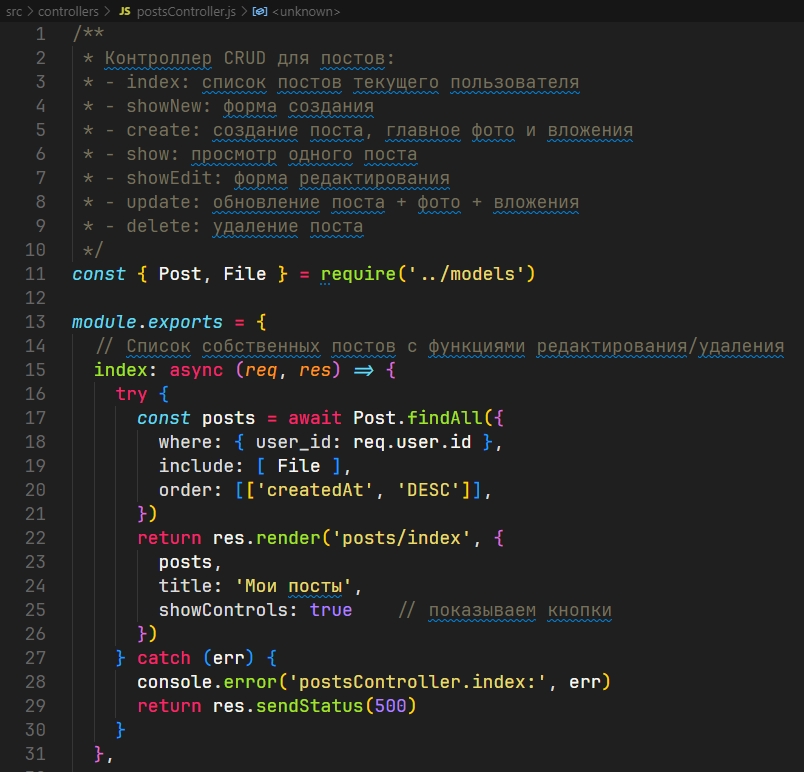 src > controllers > JS postsController.js > <unknown>
1 /**
2  * Контроллер CRUD для постов:
3  * - index: список постов текущего пользователя
4  * - showNew: форма создания
5  * - create: создание поста, главное фото и вложения
6  * - show: просмотр одного поста
7  * - showEdit: форма редактирования
8  * - update: обновление поста + фото + вложения
9  * - delete: удаление поста
10  */
11 const { Post, File } = require('../models')
12
13 module.exports = {
14   // Список собственных постов с функциями редактирования/удаления
15   index: async (req, res) => {
16     try {
17       const posts = await Post.findAll({
18         where: { user_id: req.user.id },
19         include: [ File ],
20         order: [['createdAt', 'DESC']],
21       })
22       return res.render('posts/index', {
23         posts,
24         title: 'Мои посты',
25         showControls: true    // показываем кнопки
26       })
27     } catch (err) {
28       console.error('postsController.index:', err)
29       return res.sendStatus(500)
30     }
31   },